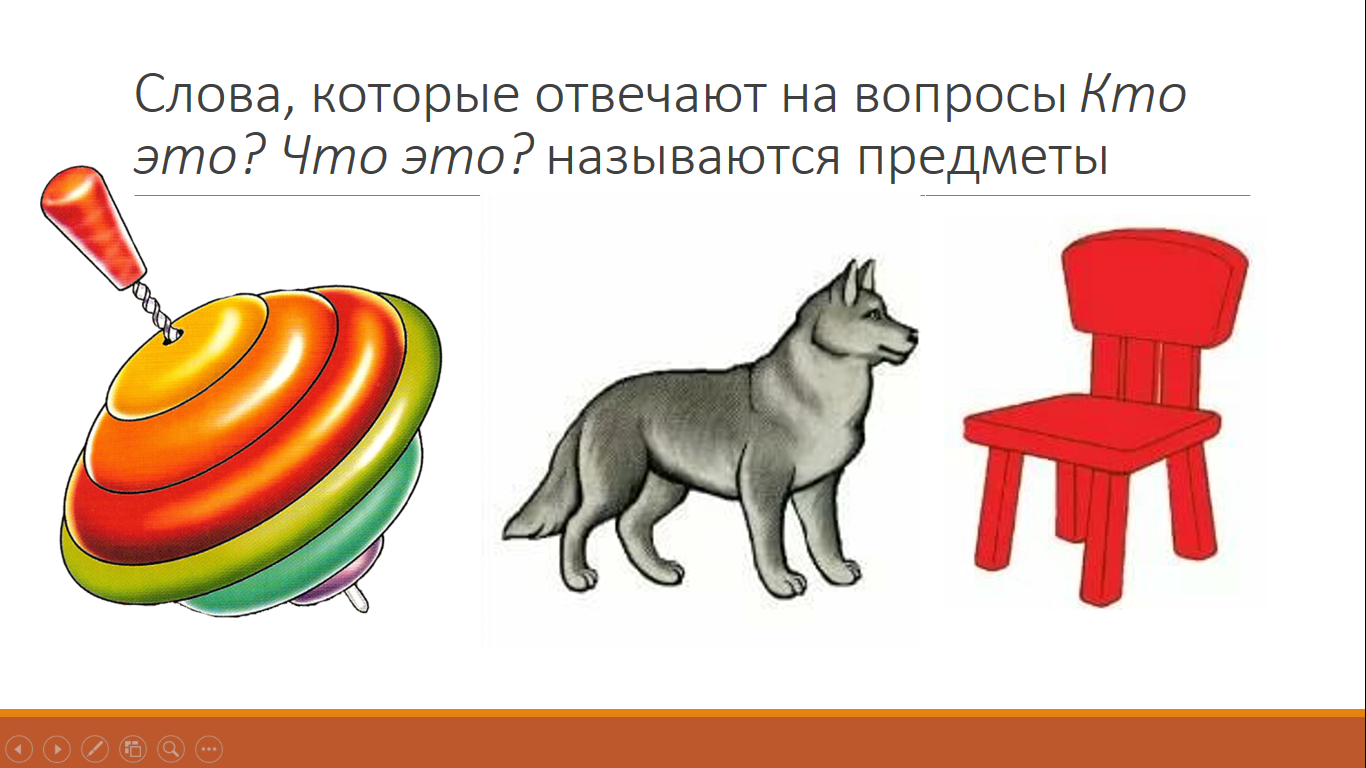 Слова, которые отвечают на вопросы Кто
это? Что это? называются предметы